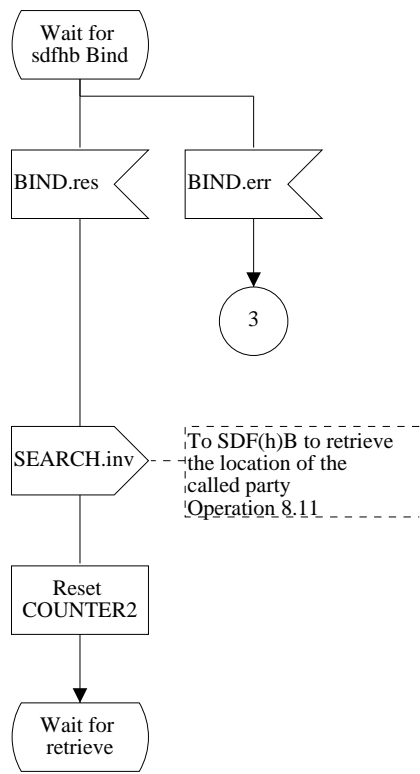 Wait for
sdfhb Bind
BIND.res
BIND.err
3
SEARCH.inv
To SDF(h)B to retrieve
the location of the
called party
Operation 8.11
Reset
COUNTER2
Wait for
retrieve